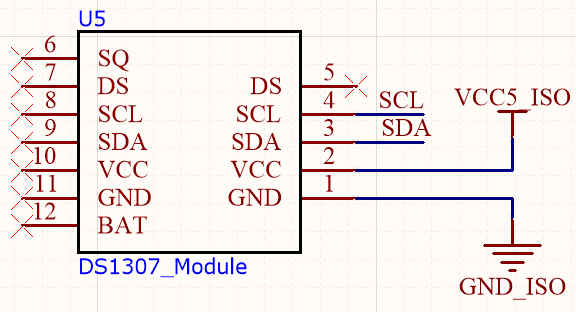 U5
6 SQ
7 DS DS 5
8 SCL SCL 4 SCL
9 SDA SDA 3 SDA
10 VCC VCC 2 VCC5_ISO
11 GND GND 1
12 BAT
DS1307_Module
GND_ISO